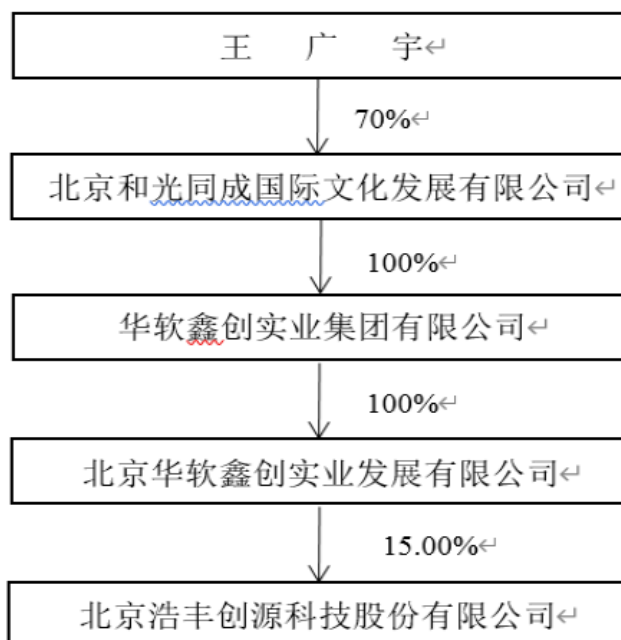 王 广 宇
70%
北京和光同成国际文化发展有限公司
100%
华软鑫创实业集团有限公司
100%
北京华软鑫创实业发展有限公司
15.00%
北京浩丰创源科技股份有限公司